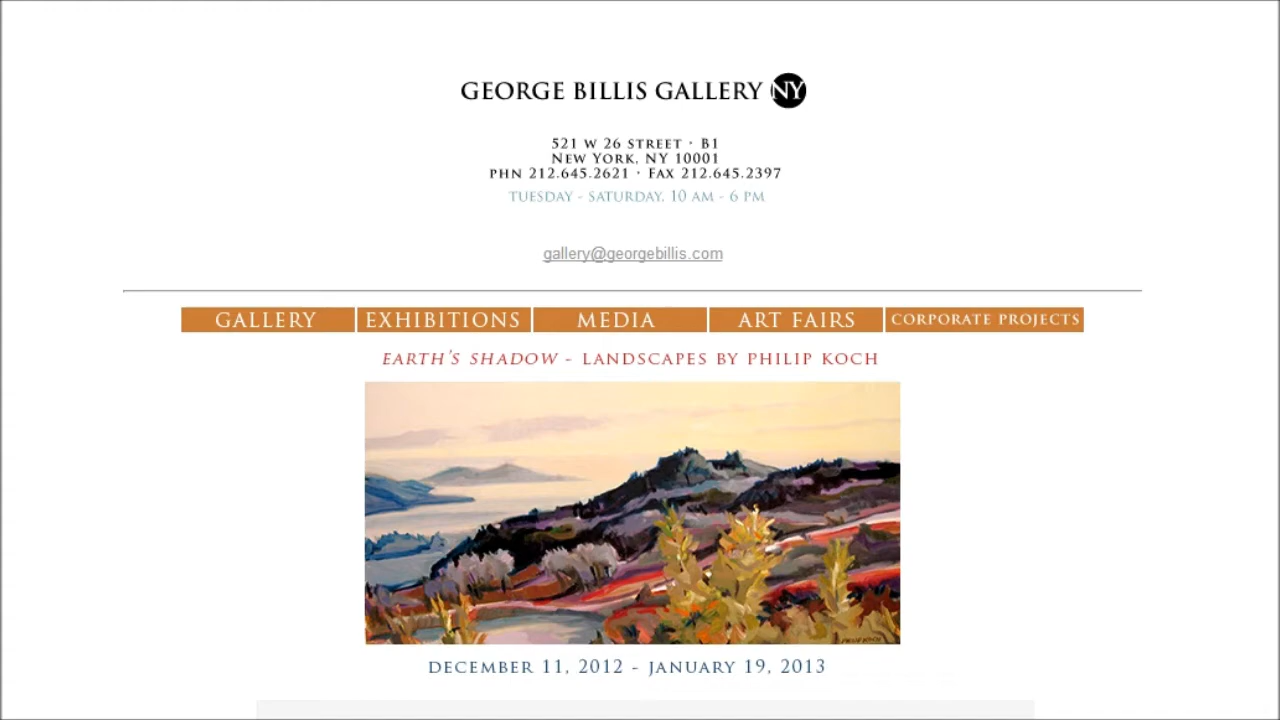 GEORGE BILLIS GALLERY NY
521 W 26 STREET · B1
NEW YORK, NY 10001
PHN 212.645.2621 · FAX 212.645.2397
TUESDAY - SATURDAY, 10 AM - 6 PM
gallery@georgebillis.com
GALLERY EXHIBITIONS MEDIA ART FAIRS CORPORATE PROJECTS
EARTH'S SHADOW - LANDSCAPES BY PHILIP KOCH
PHILIP KOCH
DECEMBER 11, 2012 - JANUARY 19, 2013